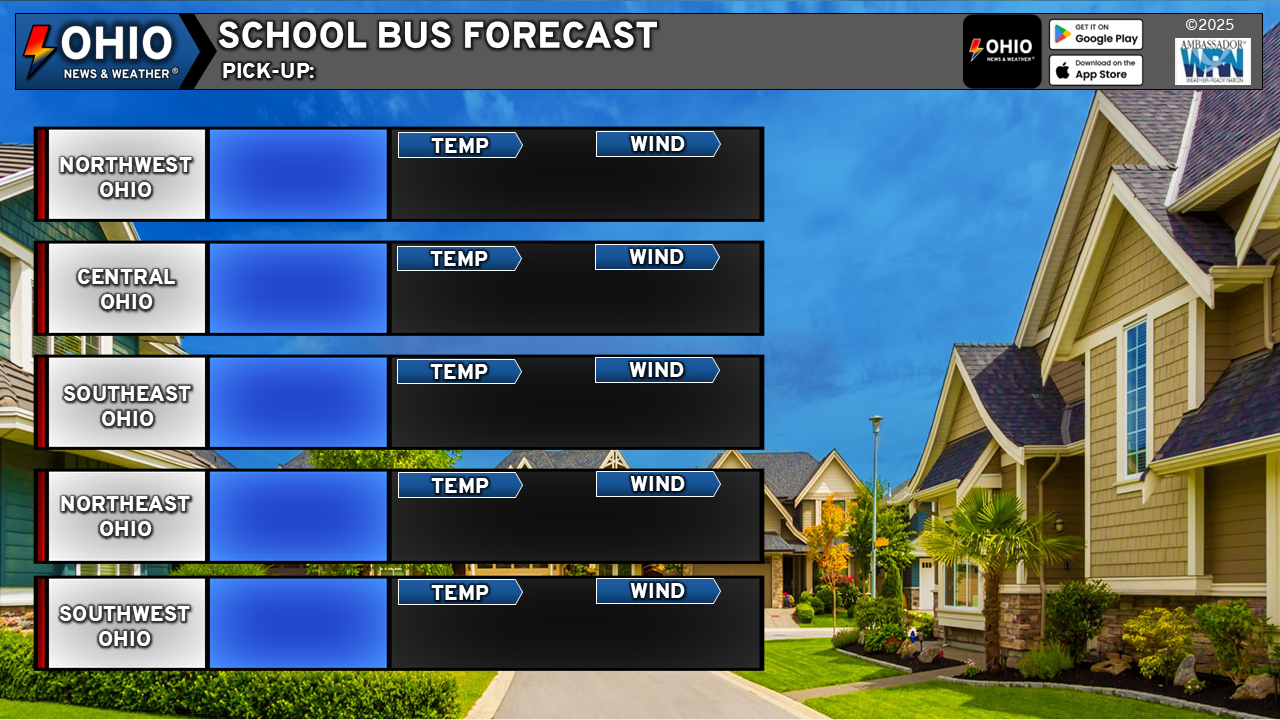 OHIO
NEWS & WEATHER®
SCHOOL BUS FORECAST
PICK-UP:
OHIO
NEWS & WEATHER®
GET IT ON
Google Play
Download on the
App Store
©2025
AMBASSADOR™
WRN
WEATHER-READY NATION
NORTHWEST
OHIO
TEMP
WIND
CENTRAL
OHIO
TEMP
WIND
SOUTHEAST
OHIO
TEMP
WIND
NORTHEAST
OHIO
TEMP
WIND
SOUTHWEST
OHIO
TEMP
WIND